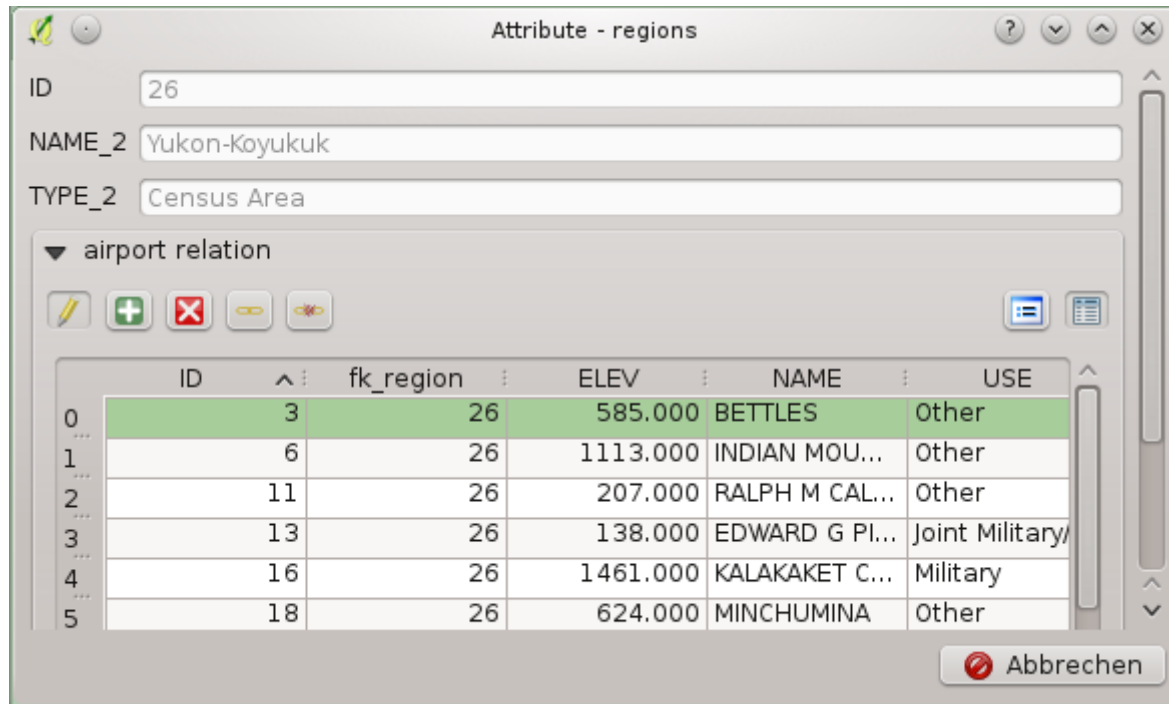 Attribute - regions
ID 26
NAME_2 Yukon-Koyukuk
TYPE_2 Census Area
airport relation
ID fk_region ELEV NAME USE
0 3 26 585.000 BETTLES Other
1 6 26 1113.000 INDIAN MOU... Other
2 11 26 207.000 RALPH M CAL... Other
3 13 26 138.000 EDWARD G PI... Joint Military/
4 16 26 1461.000 KALAKAKET C... Military
5 18 26 624.000 MINCHUMINA Other
Abbrechen